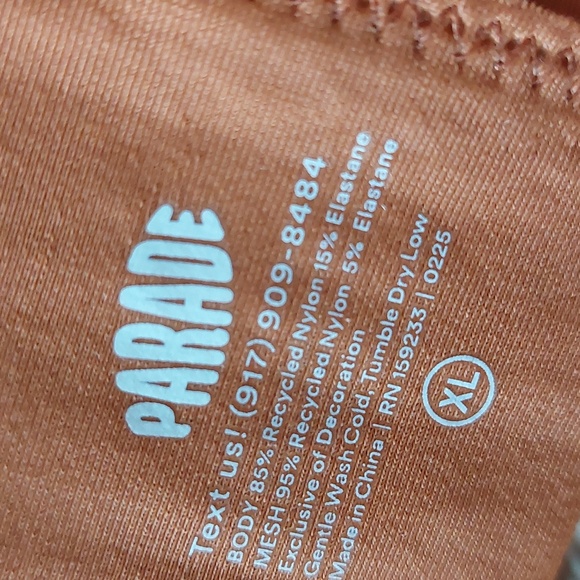 PARADE
Text us! (917) 909-8484
BODY 85% Recycled Nylon 15% Elastane
MESH 95% Recycled Nylon 5% Elastane
Exclusive of Decoration
Gentle Wash Cold, Tumble Dry Low
Made in China | RN 159233 | 0225
XL